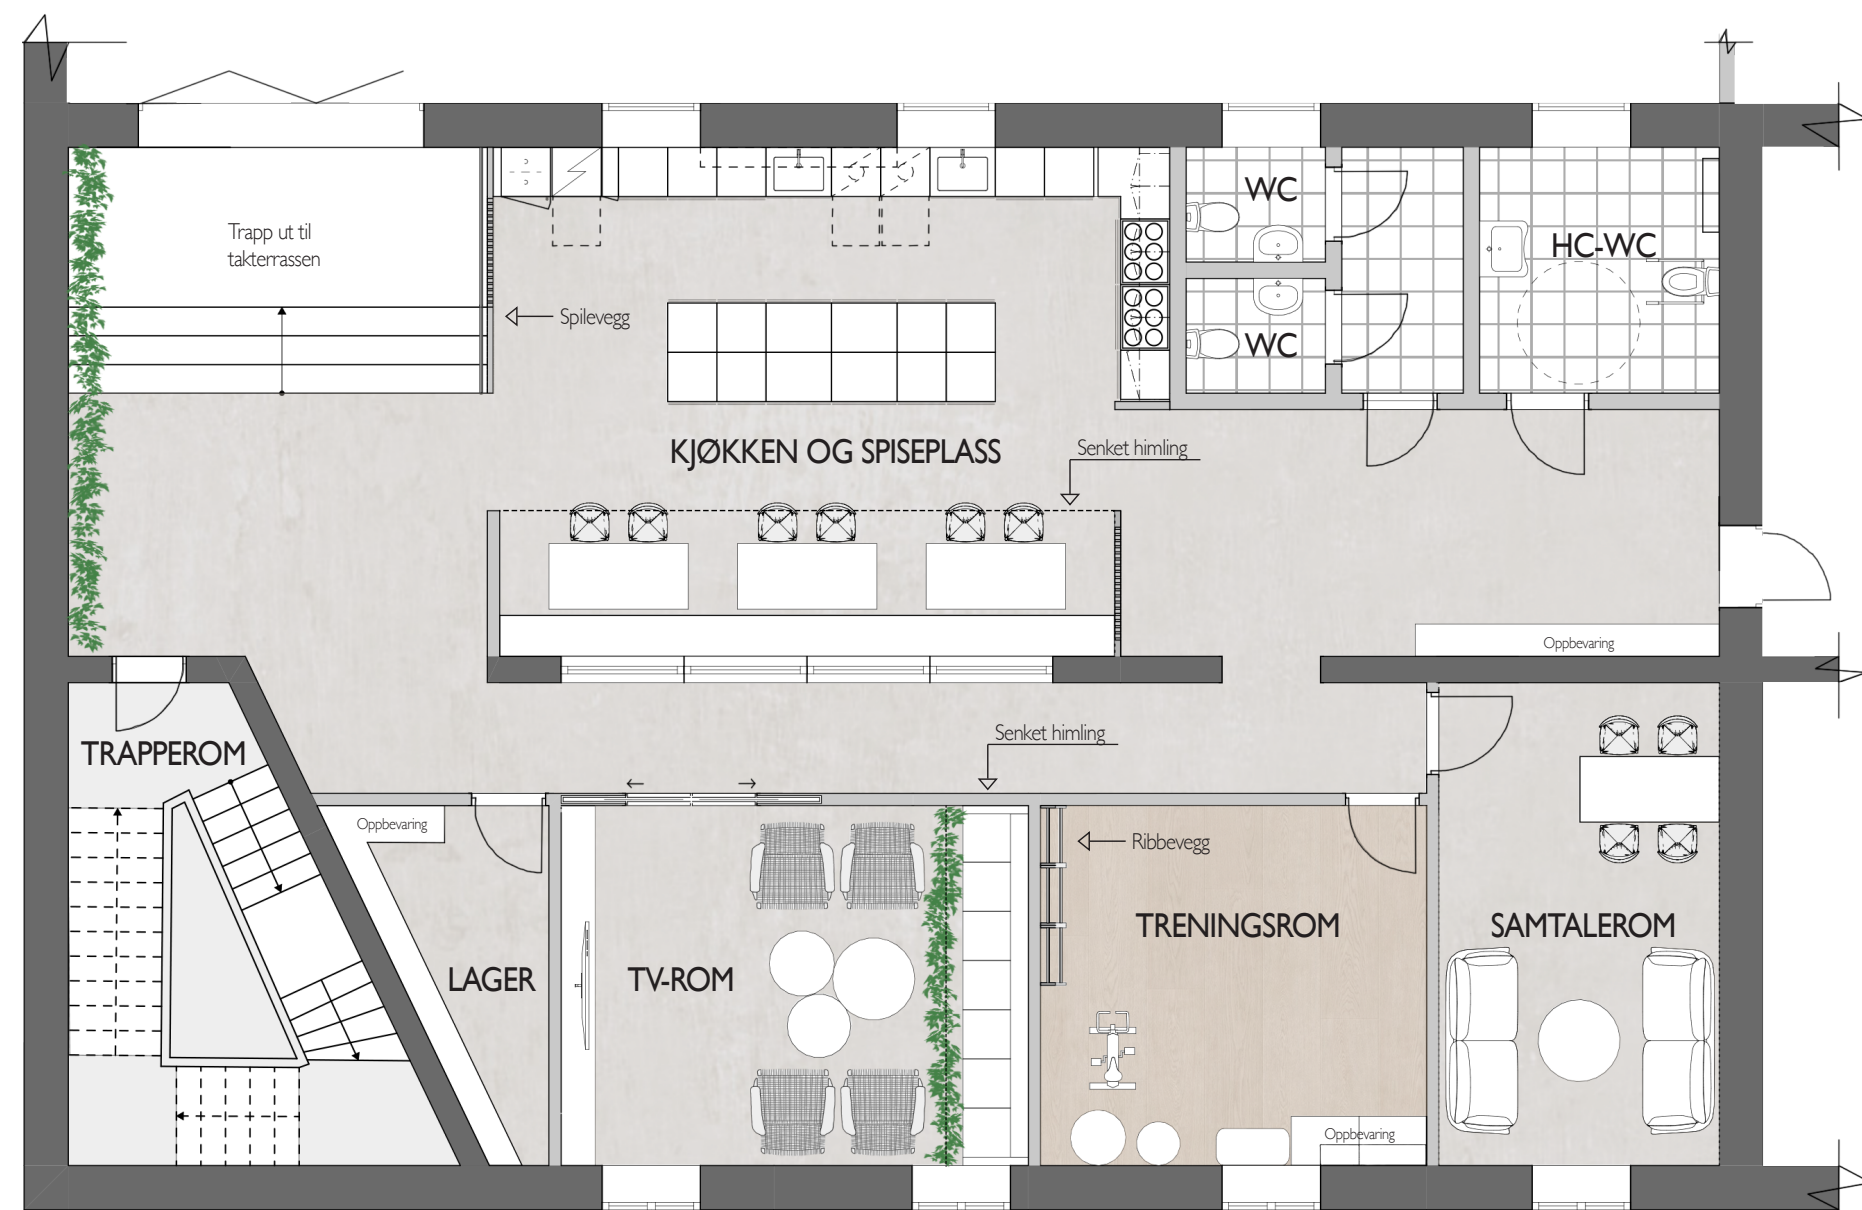 WC
Trapp ut til
takterrassen
HC-WC
Spilevegg
WC
KJØKKEN OG SPISEPLASS
Senket himling
Oppbevaring
Senket himling
TRAPPEROM
Oppbevaring
Ribbevegg
TRENINGSROM
SAMTALEROM
LAGER
TV-ROM
Oppbevaring